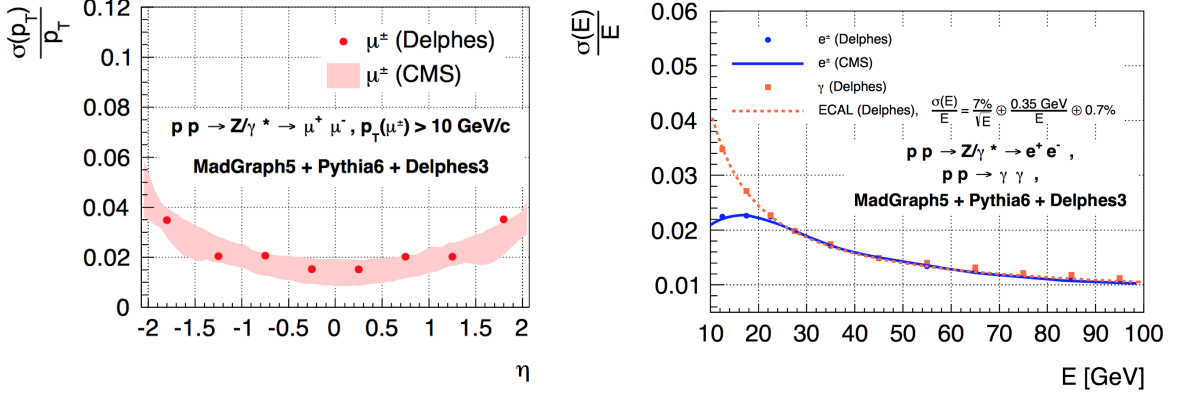 σ(p_T)/p_T
0.12
0.1
0.08
0.06
0.04
0.02
0
μ± (Delphes)
μ± (CMS)
p p → Z/γ * → μ+ μ- , p_T(μ±) > 10 GeV/c
MadGraph5 + Pythia6 + Delphes3
-2 -1.5 -1 -0.5 0 0.5 1 1.5 2
η
σ(E)/E
0.06
0.05
0.04
0.03
0.02
0.01
e± (Delphes)
e± (CMS)
γ (Delphes)
ECAL (Delphes), σ(E)/E = 7%/√E ⊕ 0.35 GeV/E ⊕ 0.7%
p p → Z/γ * → e+ e- ,
p p → γ γ ,
MadGraph5 + Pythia6 + Delphes3
10 20 30 40 50 60 70 80 90 100
E [GeV]